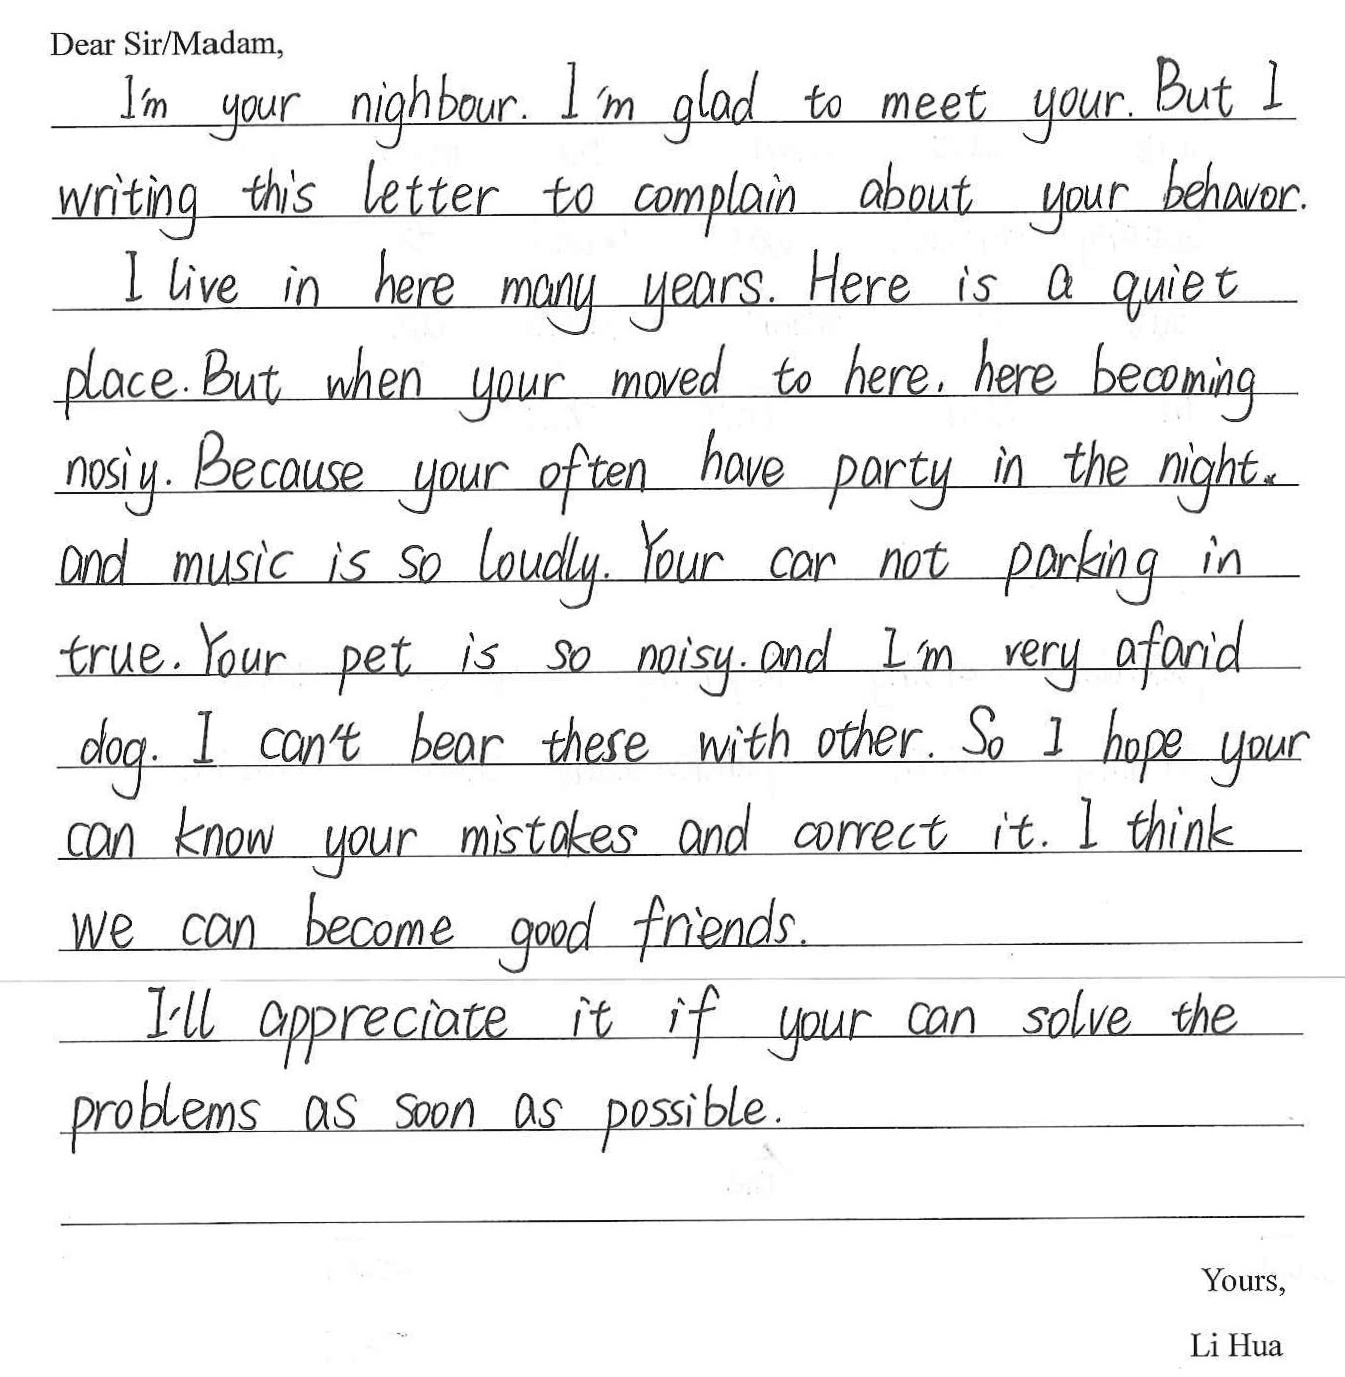 Dear Sir/Madam,
I'm your nighbour. I'm glad to meet your. But I
writing this letter to complain about your behavor.
I live in here many years. Here is a quiet
place. But when your moved to here, here becoming
nosiy. Because your often have party in the night.
and music is so loudly. Your car not parking in
true. Your pet is so noisy. and I'm very afarid
dog. I can't bear these with other. So I hope your
can know your mistakes and correct it. I think
we can become good friends.
I'll appreciate it if your can solve the
problems as soon as possible.
Yours,
Li Hua